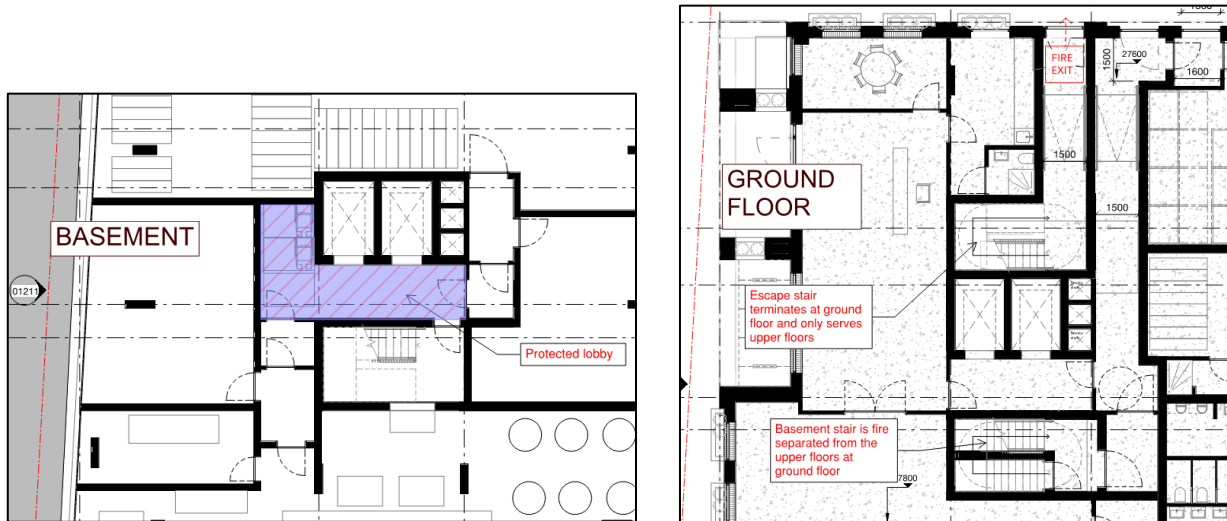 BASEMENT
01211
Protected lobby
FIRE
EXIT
1500
27600
1600
GROUND
FLOOR
1500
1500
Escape stair
terminates at ground
floor and only serves
upper floors
Basement stair is fire
separated from the
upper floors at
ground floor
7800